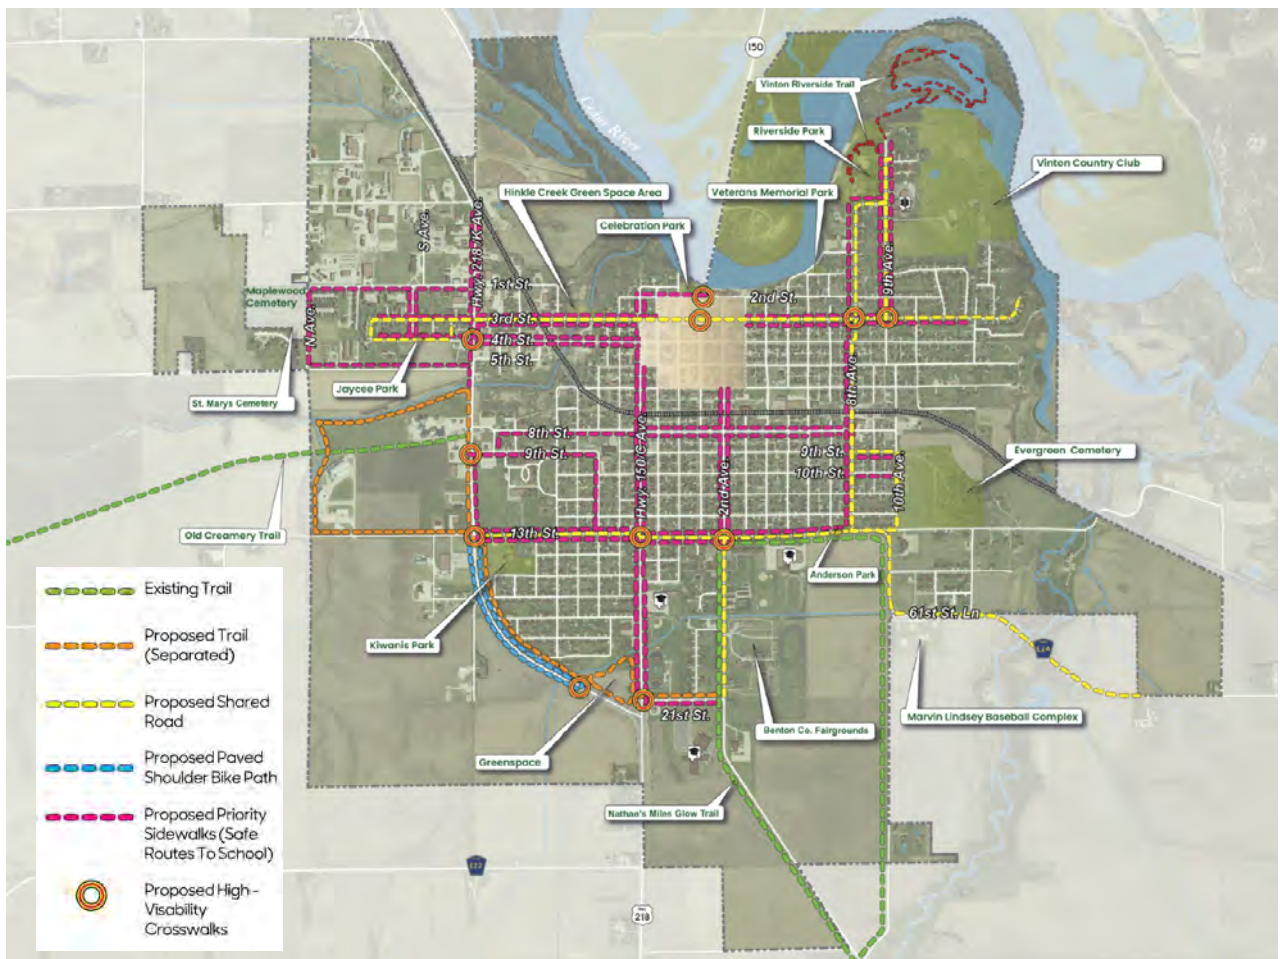 150
Vinton Riverside Trail
Cedar River
Riverside Park
Vinton Country Club
Hinkle Creek Green Space Area
Veterans Memorial Park
Celebration Park
S Ave.
Hwy. 218 /K Ave.
9th Ave.
1st St.
2nd St.
Maplewood
Cemetery
N Ave.
3rd St.
4th St.
5th St.
Jaycee Park
8th Ave.
St. Marys Cemetery
8th St.
Hwy. 150/C Ave.
9th St.
9th St.
Evergreen Cemetery
10th St.
2nd Ave.
10th Ave.
Old Creamery Trail
13th St.
Anderson Park
Existing Trail
Proposed Trail
(Separated)
Proposed Shared
Road
Proposed Paved
Shoulder Bike Path
Proposed Priority
Sidewalks (Safe
Routes To School)
Proposed High-
Visability
Crosswalks
61st St. Ln
Kiwanis Park
E24
Marvin Lindsey Baseball Complex
21st St.
Benton Co. Fairgrounds
Greenspace
Nathan's Miles Glow Trail
218